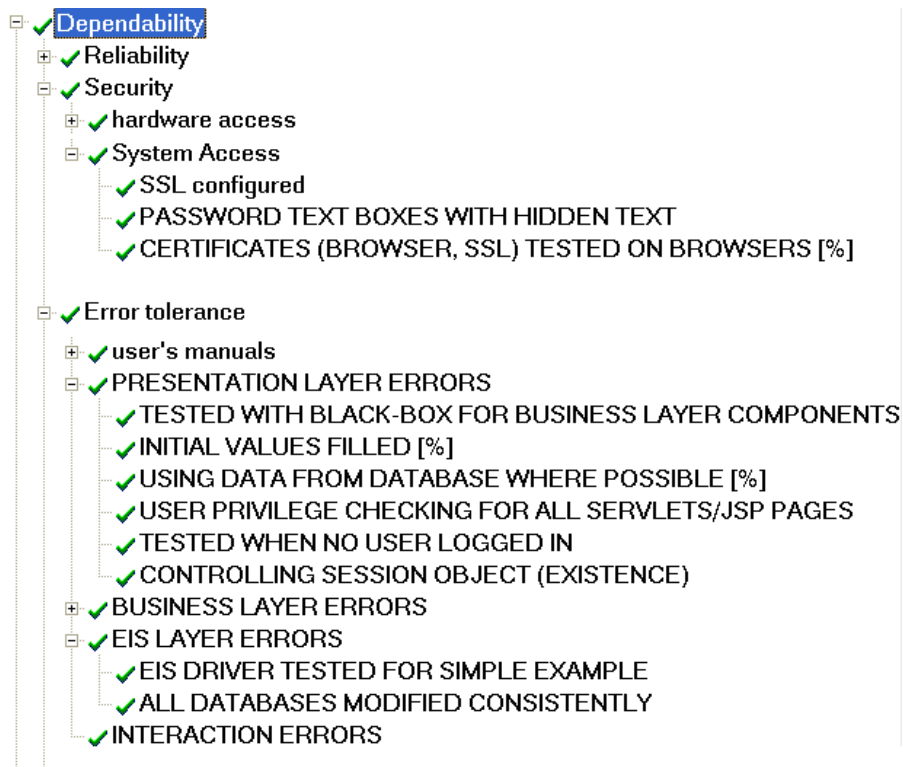 Dependability
Reliability
Security
hardware access
System Access
SSL configured
PASSWORD TEXT BOXES WITH HIDDEN TEXT
CERTIFICATES (BROWSER, SSL) TESTED ON BROWSERS [%]
Error tolerance
user's manuals
PRESENTATION LAYER ERRORS
TESTED WITH BLACK-BOX FOR BUSINESS LAYER COMPONENTS
INITIAL VALUES FILLED [%]
USING DATA FROM DATABASE WHERE POSSIBLE [%]
USER PRIVILEGE CHECKING FOR ALL SERVLETS/JSP PAGES
TESTED WHEN NO USER LOGGED IN
CONTROLLING SESSION OBJECT (EXISTENCE)
BUSINESS LAYER ERRORS
EIS LAYER ERRORS
EIS DRIVER TESTED FOR SIMPLE EXAMPLE
ALL DATABASES MODIFIED CONSISTENTLY
INTERACTION ERRORS